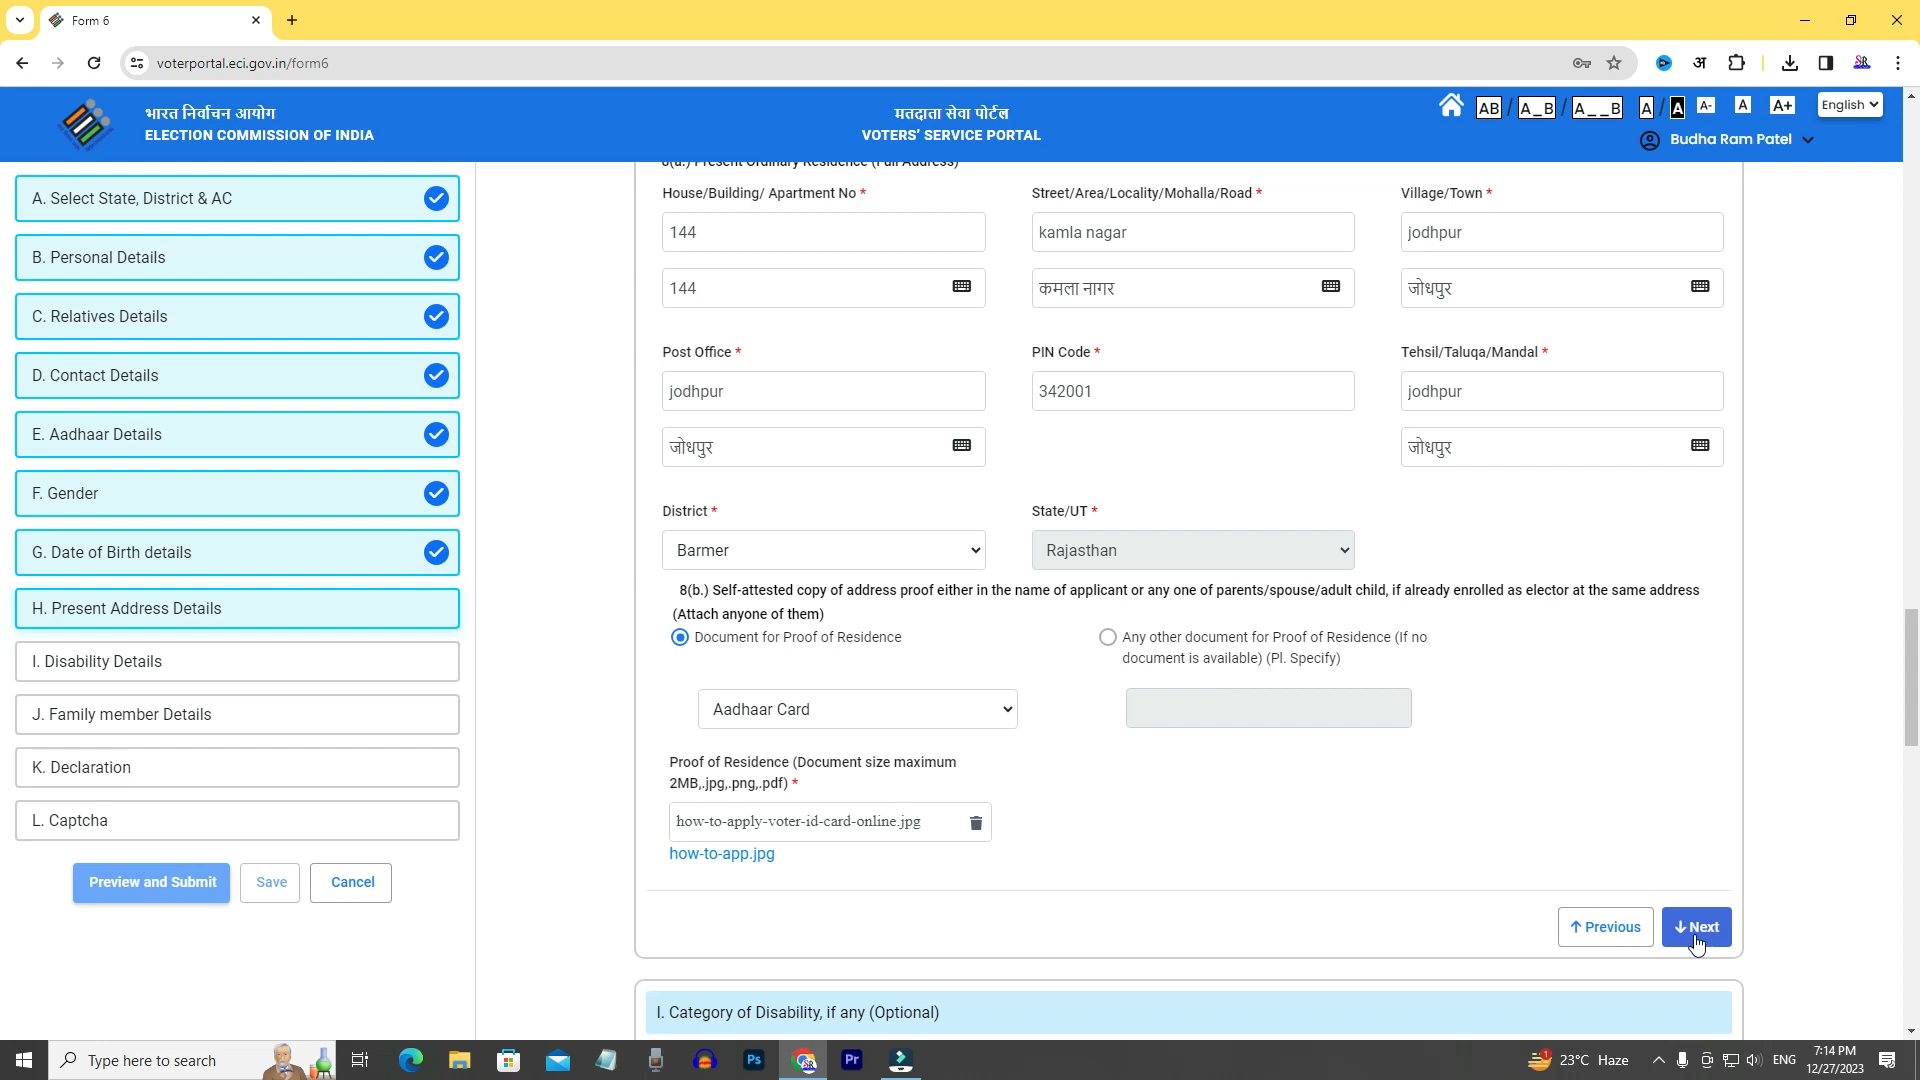 Form 6
voterportal.eci.gov.in/form6
अ
SR
भारत निर्वाचन आयोग
ELECTION COMMISSION OF INDIA
मतदाता सेवा पोर्टल
VOTERS' SERVICE PORTAL
AB / A_B / A__B A / A A- A A+ English
Budha Ram Patel
A. Select State, District & AC
B. Personal Details
C. Relatives Details
D. Contact Details
E. Aadhaar Details
F. Gender
G. Date of Birth details
H. Present Address Details
I. Disability Details
J. Family member Details
K. Declaration
L. Captcha
Preview and Submit Save Cancel
8(a.) Present Ordinary Residence (Full Address)
House/Building/ Apartment No * Street/Area/Locality/Mohalla/Road * Village/Town *
144 kamla nagar jodhpur
144 कमला नागर जोधपुर
Post Office * PIN Code * Tehsil/Taluqa/Mandal *
jodhpur 342001 jodhpur
जोधपुर जोधपुर
District * State/UT *
Barmer Rajasthan
8(b.) Self-attested copy of address proof either in the name of applicant or any one of parents/spouse/adult child, if already enrolled as elector at the same address
(Attach anyone of them)
Document for Proof of Residence Any other document for Proof of Residence (If no
document is available) (Pl. Specify)
Aadhaar Card
Proof of Residence (Document size maximum
2MB,.jpg,.png,.pdf) *
how-to-apply-voter-id-card-online.jpg
how-to-app.jpg
Previous Next
I. Category of Disability, if any (Optional)
Type here to search Ps Pr 1 23°C Haze ENG
7:14 PM
12/27/2023